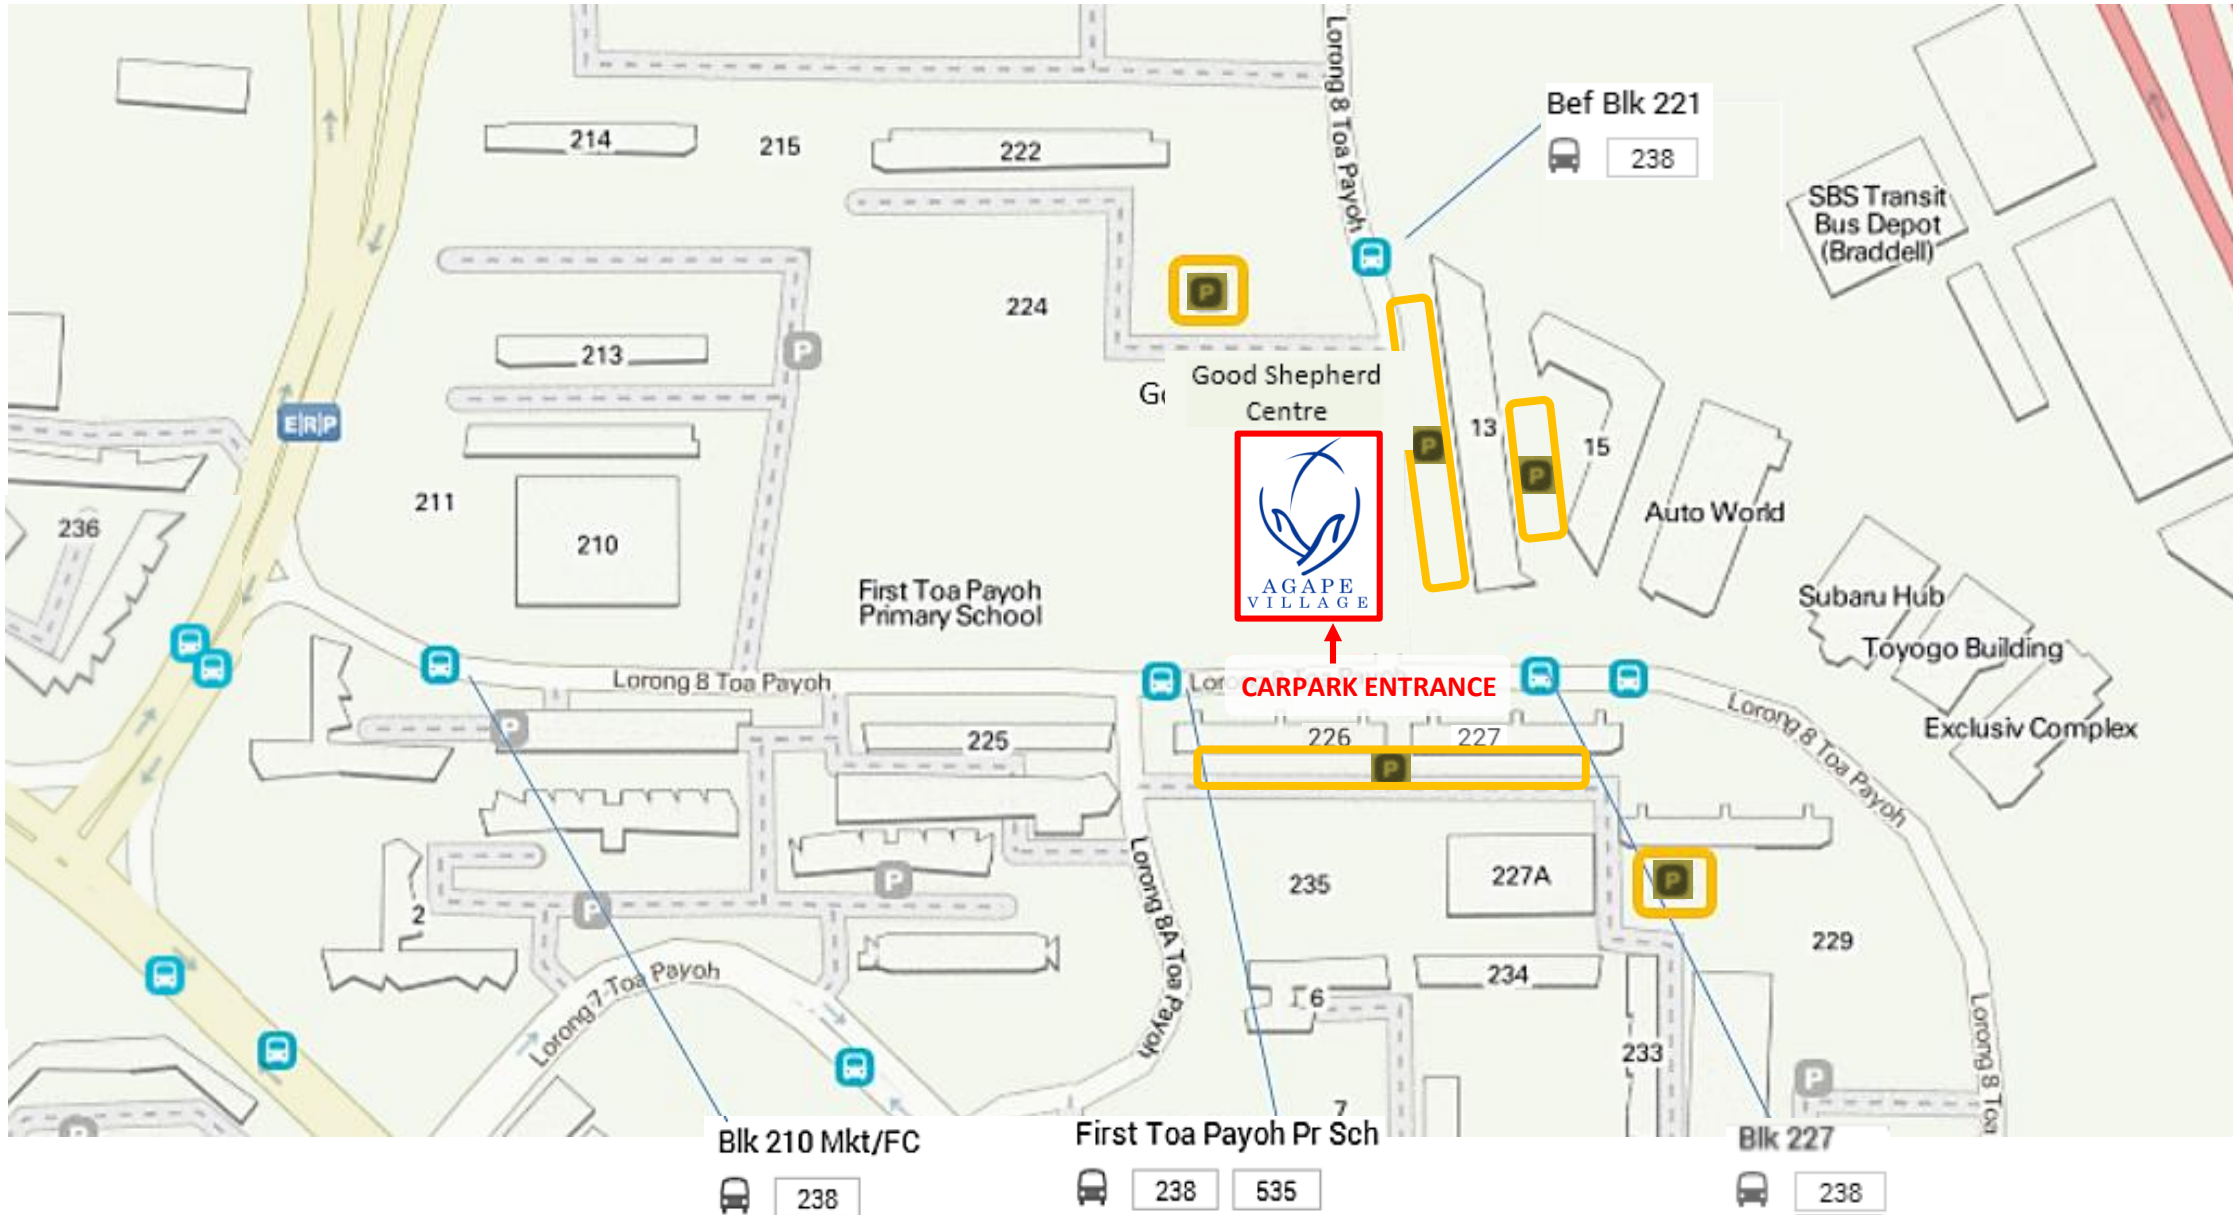 Lorong 8 Toa Payoh
Bef Blk 221
238
214
215
222
SBS Transit
Bus Depot
(Braddell)
224
P
213
P
Good Shepherd
Centre
E|R|P
13
P
15
P
211
236
210
Auto World
AGAPE
VILLAGE
First Toa Payoh
Primary School
Subaru Hub
Toyogo Building
Lorong 8 Toa Payoh
CARPARK ENTRANCE
Lorong 8 Toa Payoh
Exclusiv Complex
P
225
226
227
P
Lorong 8A Toa Payoh
235
227A
P
P
P
2
229
Lorong 7 Toa Payoh
6
234
233
P
Lorong 8 Toa
7
P
Blk 210 Mkt/FC
238
First Toa Payoh Pr Sch
238
535
Blk 227
238